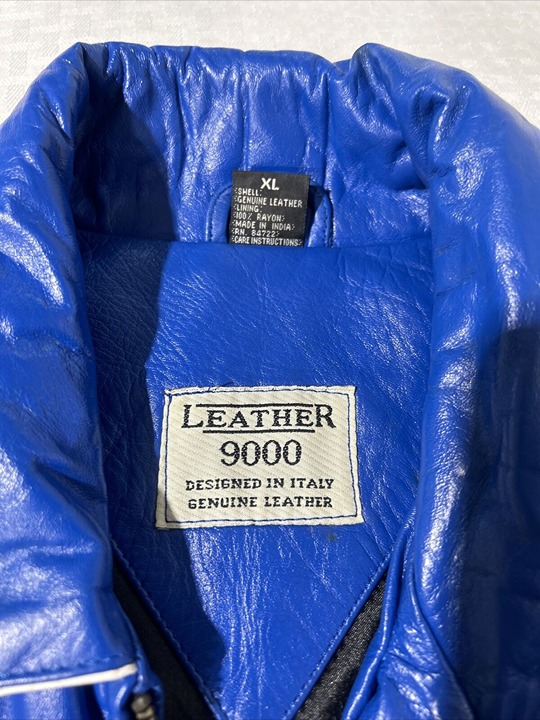 XL
<SHELL:
<GENUINE LEATHER
<LINING:
<100% RAYON>
<MADE IN INDIA>
<RN. 84722>
<CARE INSTRUCTIONS>
LEATHER
9000
DESIGNED IN ITALY
GENUINE LEATHER